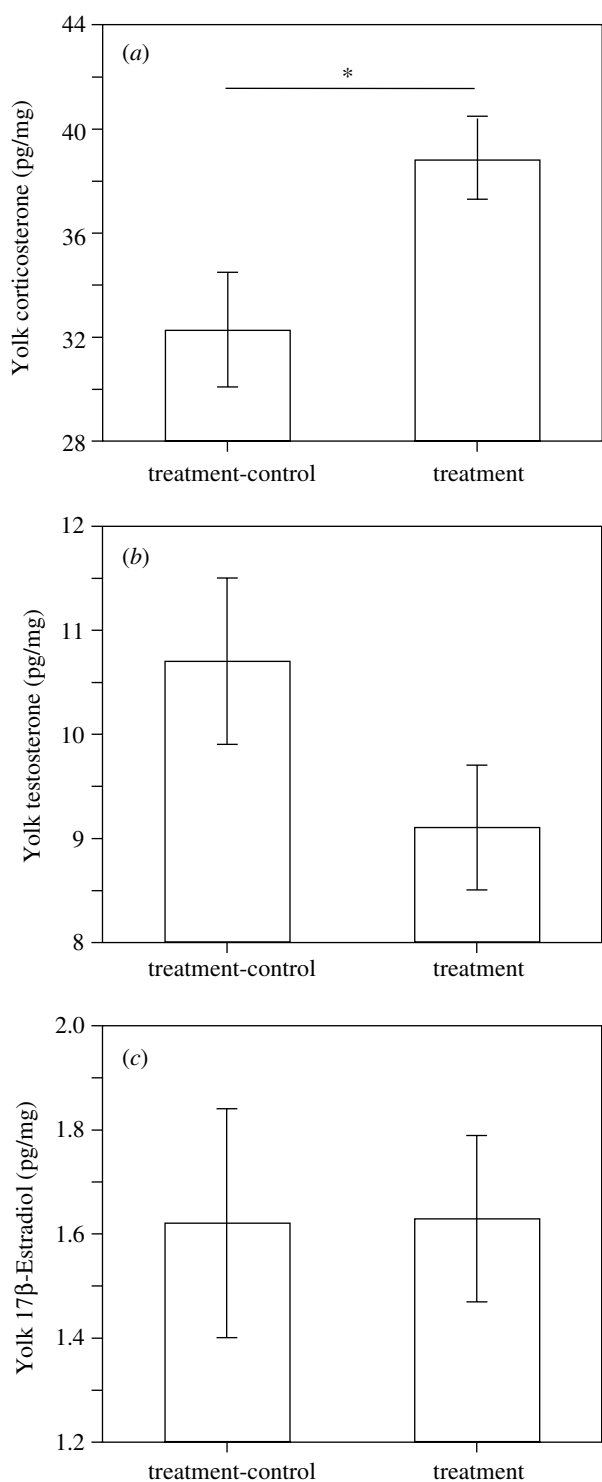 44
(a)
*
40
36
32
28
Yolk corticosterone (pg/mg)
treatment-control treatment
12
(b)
11
10
9
8
Yolk testosterone (pg/mg)
treatment-control treatment
2.0
(c)
1.8
1.6
1.4
1.2
Yolk 17β-Estradiol (pg/mg)
treatment-control treatment